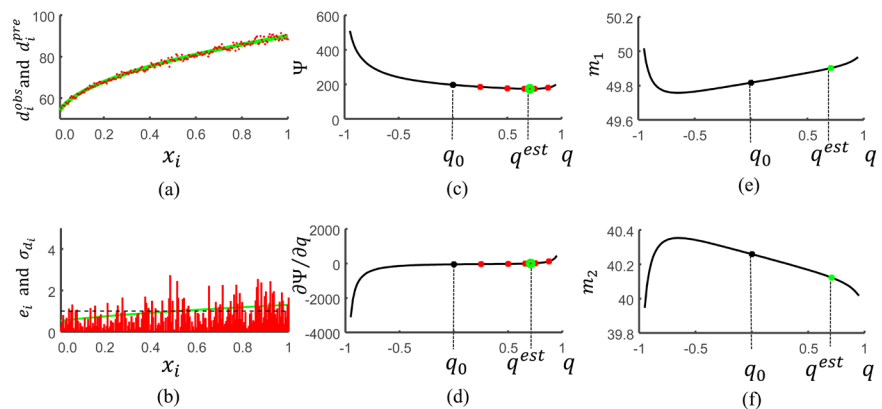 100
80
60
d_i^obs and d_i^pre
0.0 0.2 0.4 0.6 0.8 1
x_i
(a)
600
400
200
0
Ψ
-1 -0.5 0 0.5 1
q_0 q^est q
(c)
50.2
50
49.8
49.6
m_1
-1 -0.5 0 0.5 1
q_0 q^est q
(e)
4
2
0
e_i and σ_{d_i}
0.0 0.2 0.4 0.6 0.8 1
x_i
(b)
2000
0
-2000
-4000
∂Ψ/∂q
-1 -0.5 0 0.5 1
q_0 q^est q
(d)
40.4
40.2
40
39.8
m_2
-1 -0.5 0 0.5 1
q_0 q^est q
(f)